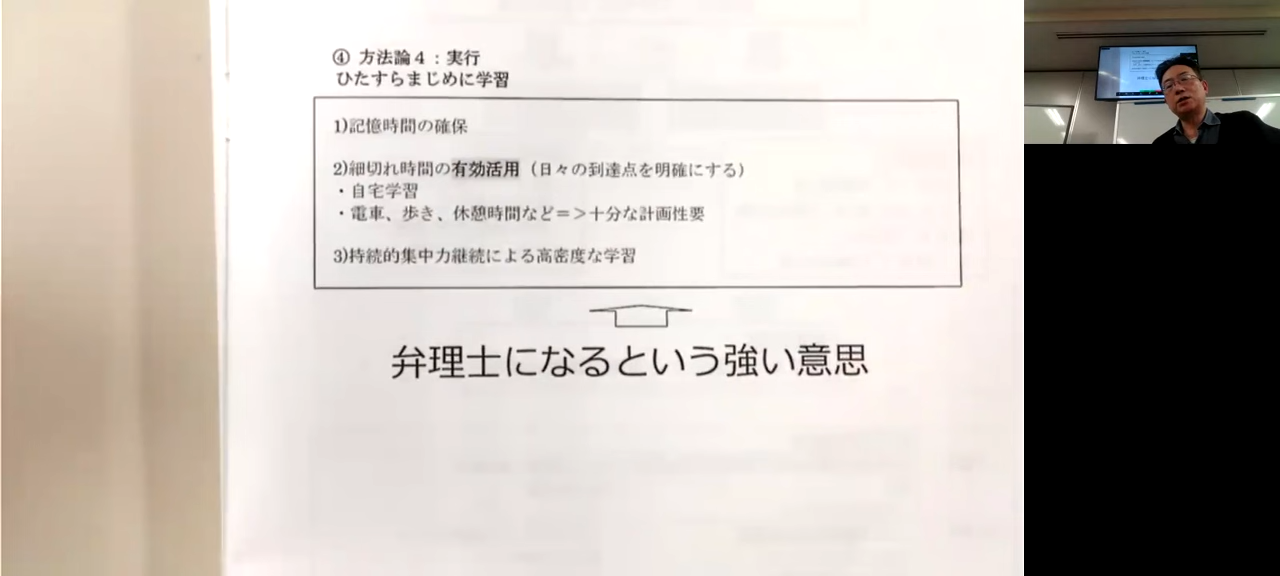 ④ 方法論４：実行
ひたすらまじめに学習
1)記憶時間の確保
2)細切れ時間の有効活用（日々の到達点を明確にする）
・自宅学習
・電車、歩き、休憩時間など＝＞十分な計画性要
3)持続的集中力継続による高密度な学習
弁理士になるという強い意思